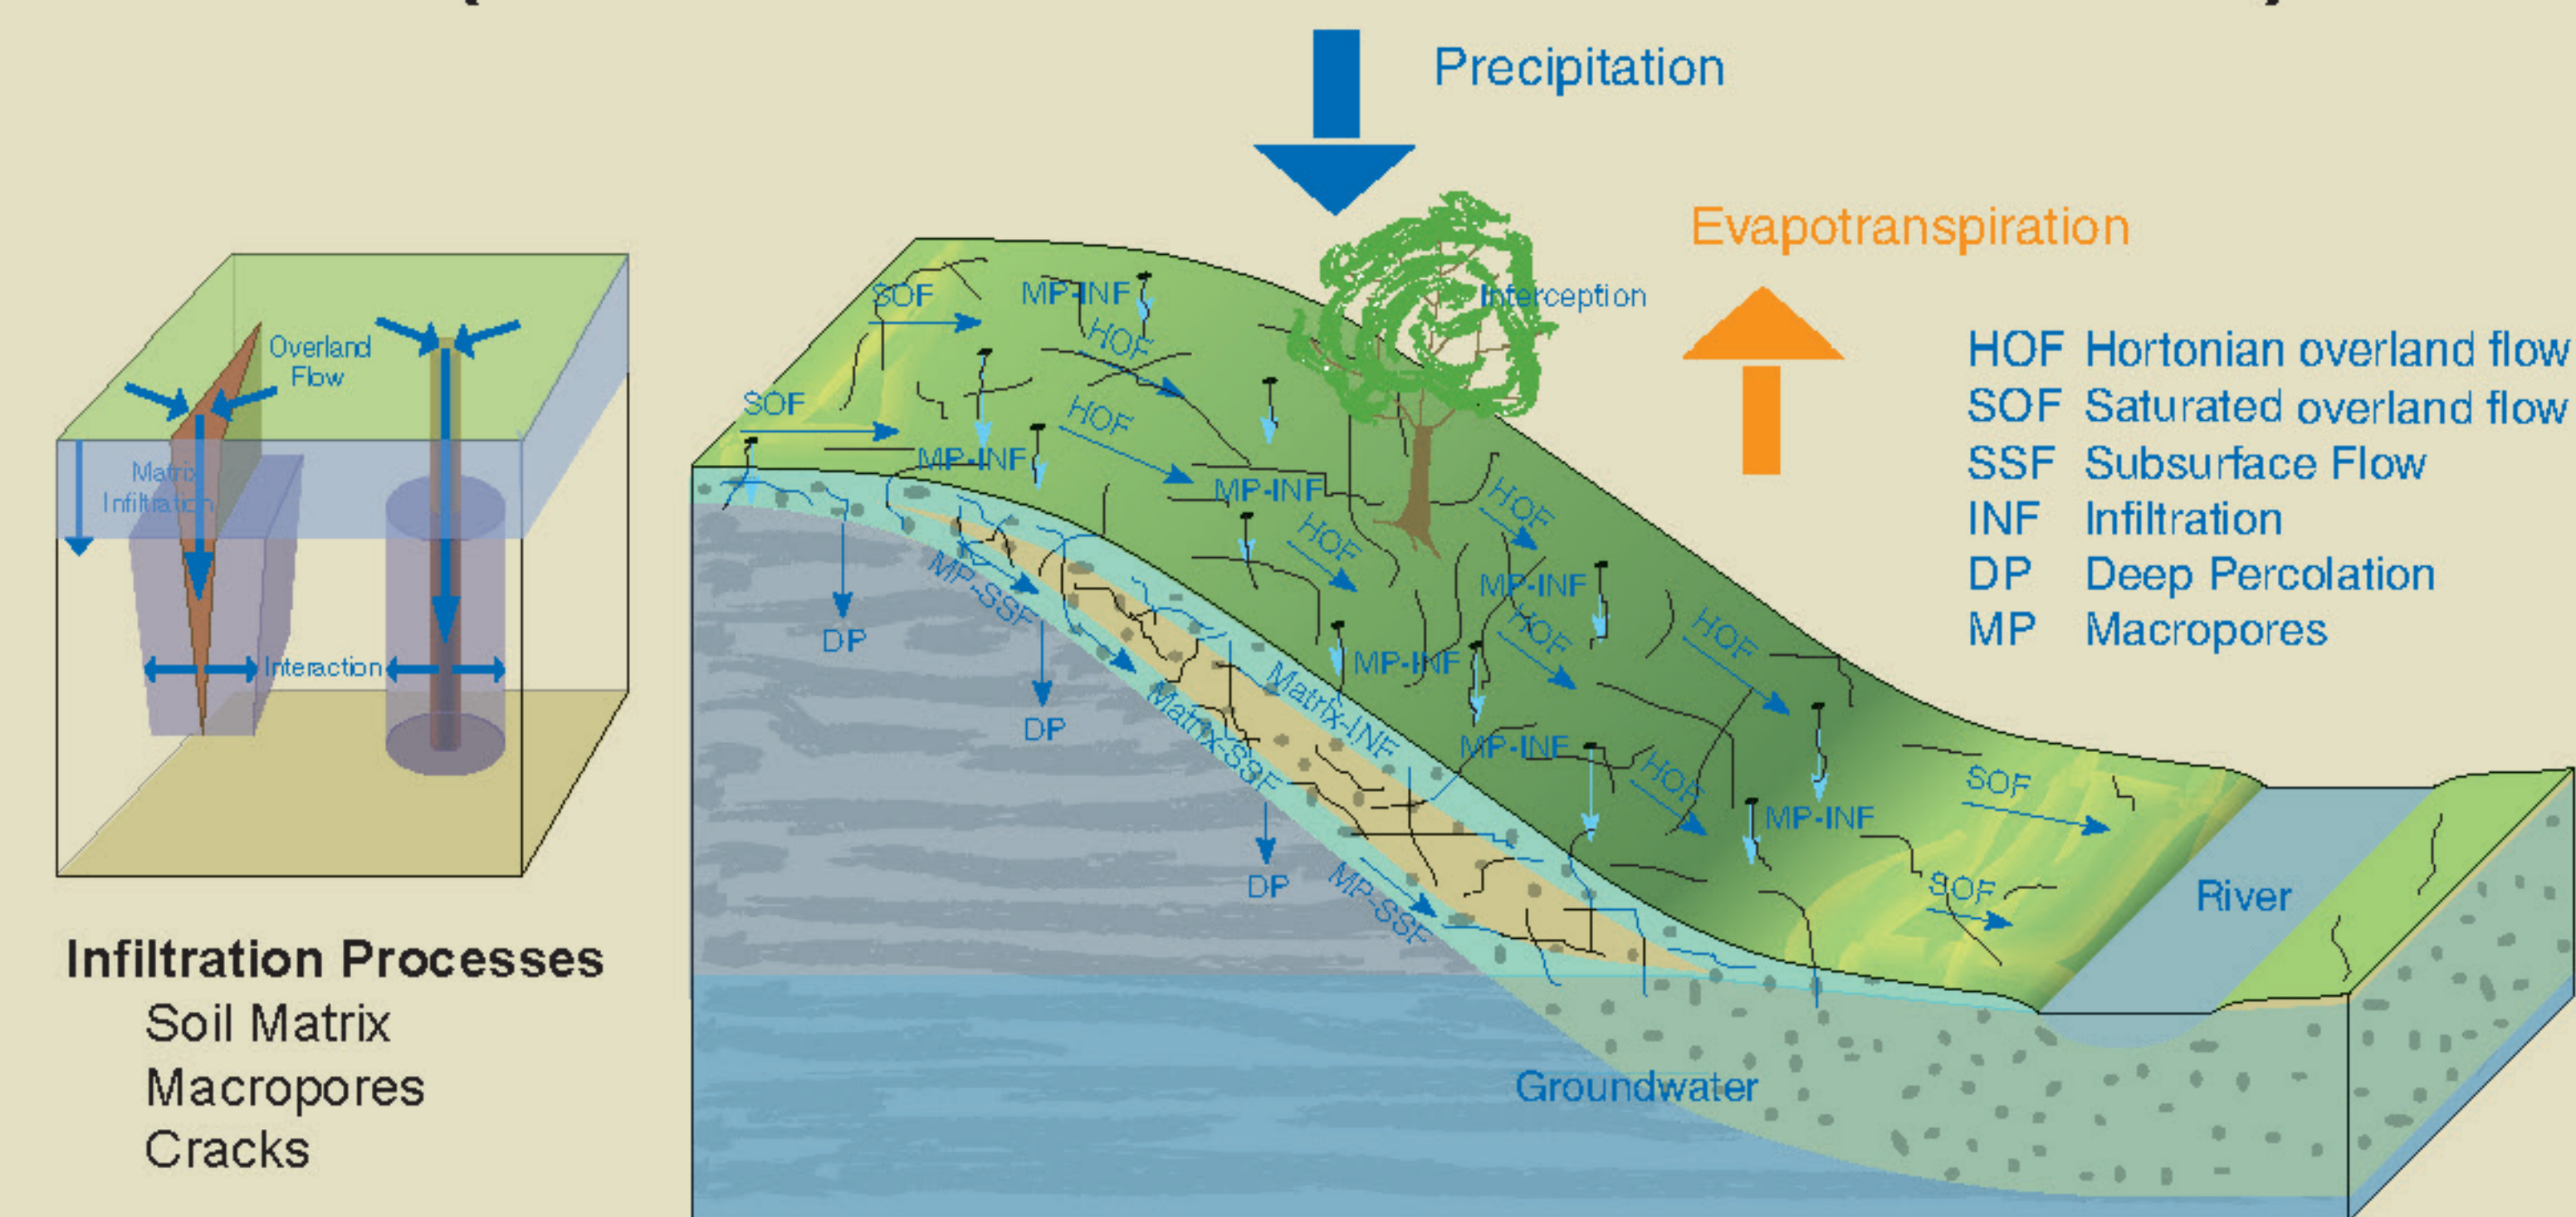 Precipitation
Evapotranspiration
Interception
HOF Hortonian overland flow
SOF Saturated overland flow
SSF Subsurface Flow
INF Infiltration
DP Deep Percolation
MP Macropores
Overland
Flow
Matrix
Infiltration
Interaction
Infiltration Processes
Soil Matrix
Macropores
Cracks
SOF
MP-INF
HOF
SOF
HOF
MP-INF
MP-INF
HOF
HOF
MP-SSF
MP-INF
HOF
HOF
DP
MP-INF
Matrix-INF
Matrix-SSF
DP
MP-INF
HOF
SOF
MP-INF
DP
MP-SSF
SOF
River
Groundwater